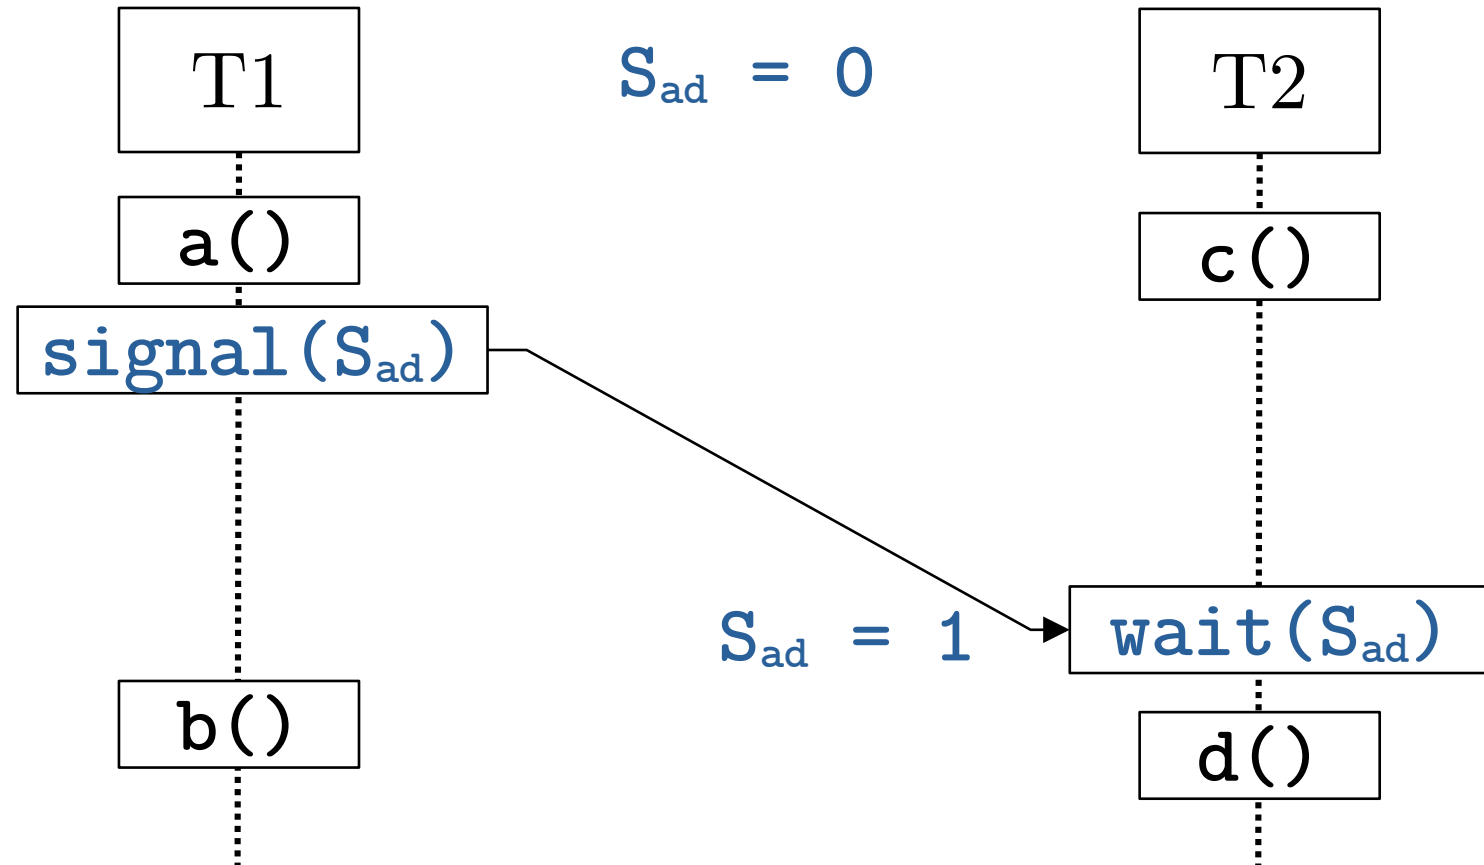 T1
S_ad = 0
T2
a()
c()
signal(S_ad)
S_ad = 1
wait(S_ad)
b()
d()